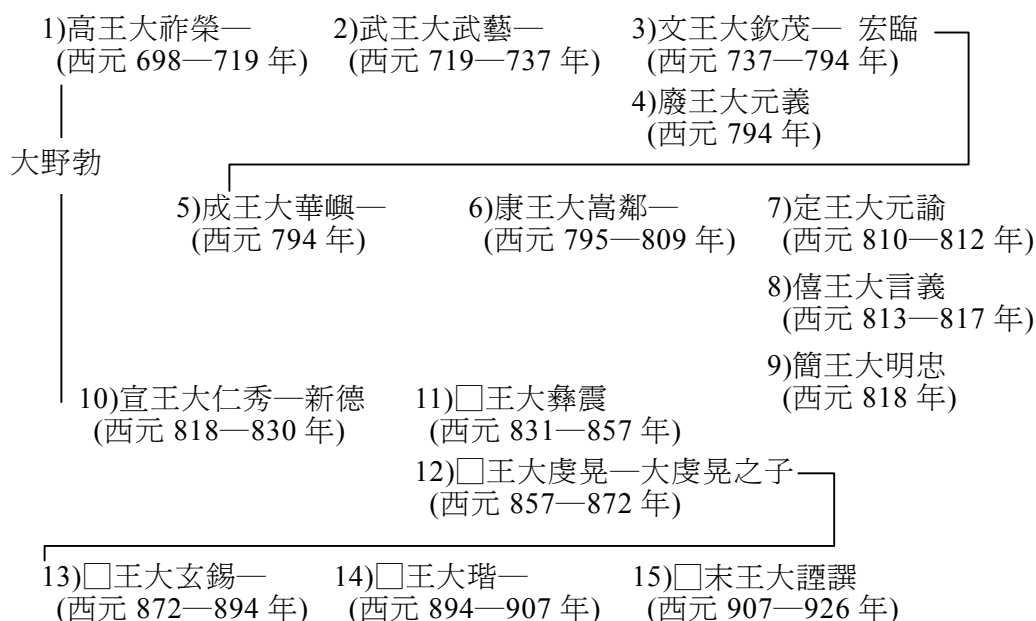 1)高王大祚榮— 2)武王大武藝— 3)文王大欽茂— 宏臨
(西元 698—719 年) (西元 719—737 年) (西元 737—794 年)
4)廢王大元義
(西元 794 年)
大野勃
5)成王大華嶼— 6)康王大嵩鄰— 7)定王大元諭
(西元 794 年) (西元 795—809 年) (西元 810—812 年)
8)僖王大言義
(西元 813—817 年)
9)簡王大明忠
(西元 818 年)
10)宣王大仁秀—新德 11)□王大彝震
(西元 818—830 年) (西元 831—857 年)
12)□王大虔晃—大虔晃之子
(西元 857—872 年)
13)□王大玄錫— 14)□王大瑎— 15)□末王大諲譔
(西元 872—894 年) (西元 894—907 年) (西元 907—926 年)